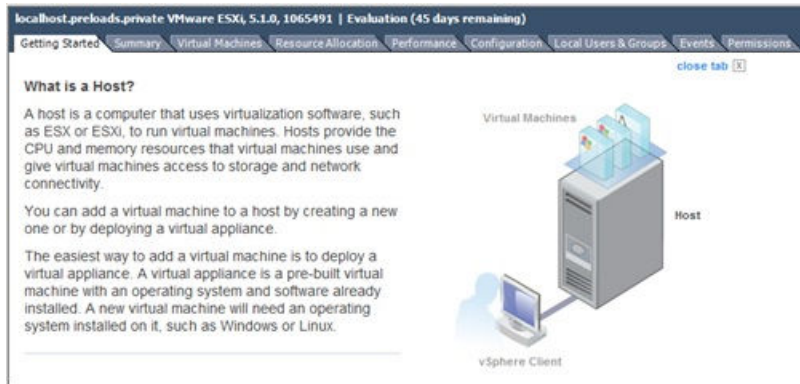 localhost.preloads.private VMware ESXi, 5.1.0, 1065491 | Evaluation (45 days remaining)
Getting Started Summary Virtual Machines Resource Allocation Performance Configuration Local Users & Groups Events Permissions
close tab X
What is a Host?
A host is a computer that uses virtualization software, such
as ESX or ESXi, to run virtual machines. Hosts provide the
CPU and memory resources that virtual machines use and
give virtual machines access to storage and network
connectivity.
You can add a virtual machine to a host by creating a new
one or by deploying a virtual appliance.
The easiest way to add a virtual machine is to deploy a
virtual appliance. A virtual appliance is a pre-built virtual
machine with an operating system and software already
installed. A new virtual machine will need an operating
system installed on it, such as Windows or Linux.
Virtual Machines
Host
vSphere Client